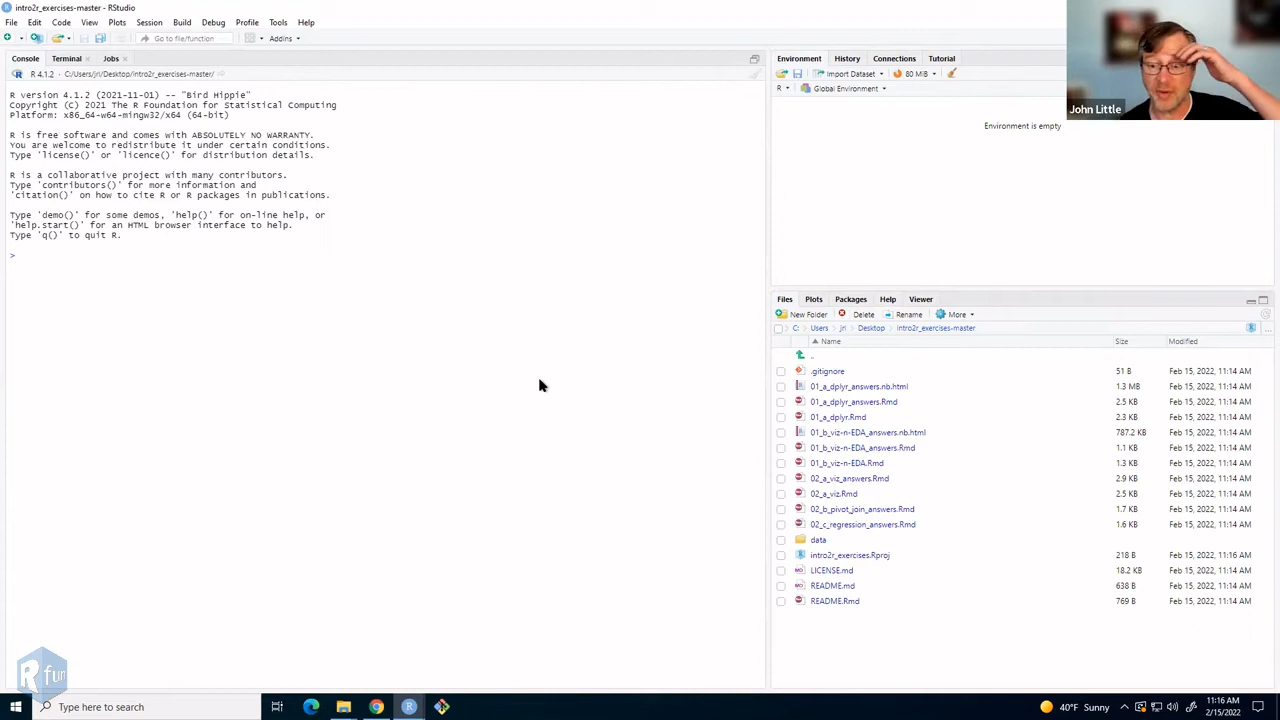 intro2r_exercises-master - RStudio
File Edit Code View Plots Session Build Debug Profile Tools Help
Go to file/function Addins
Console Terminal Jobs
R 4.1.2 · C:/Users/jrl/Desktop/intro2r_exercises-master/
R version 4.1.2 (2021-11-01) -- "Bird Hippie"
Copyright (C) 2021 The R Foundation for Statistical Computing
Platform: x86_64-w64-mingw32/x64 (64-bit)
R is free software and comes with ABSOLUTELY NO WARRANTY.
You are welcome to redistribute it under certain conditions.
Type 'license()' or 'licence()' for distribution details.
R is a collaborative project with many contributors.
Type 'contributors()' for more information and
'citation()' on how to cite R or R packages in publications.
Type 'demo()' for some demos, 'help()' for on-line help, or
'help.start()' for an HTML browser interface to help.
Type 'q()' to quit R.
>
Environment History Connections Tutorial
Import Dataset 80 MiB
R Global Environment
Environment is empty
John Little
Files Plots Packages Help Viewer
New Folder Delete Rename More
C: Users jrl Desktop intro2r_exercises-master
Name Size Modified
..
.gitignore 51 B Feb 15, 2022, 11:14 AM
01_a_dplyr_answers.nb.html 1.3 MB Feb 15, 2022, 11:14 AM
01_a_dplyr_answers.Rmd 2.5 KB Feb 15, 2022, 11:14 AM
01_a_dplyr.Rmd 2.3 KB Feb 15, 2022, 11:14 AM
01_b_viz-n-EDA_answers.nb.html 787.2 KB Feb 15, 2022, 11:14 AM
01_b_viz-n-EDA_answers.Rmd 1.1 KB Feb 15, 2022, 11:14 AM
01_b_viz-n-EDA.Rmd 1.3 KB Feb 15, 2022, 11:14 AM
02_a_viz_answers.Rmd 2.9 KB Feb 15, 2022, 11:14 AM
02_a_viz.Rmd 2.5 KB Feb 15, 2022, 11:14 AM
02_b_pivot_join_answers.Rmd 1.7 KB Feb 15, 2022, 11:14 AM
02_c_regression_answers.Rmd 1.6 KB Feb 15, 2022, 11:14 AM
data
intro2r_exercises.Rproj 218 B Feb 15, 2022, 11:16 AM
LICENSE.md 18.2 KB Feb 15, 2022, 11:14 AM
README.md 638 B Feb 15, 2022, 11:14 AM
README.Rmd 769 B Feb 15, 2022, 11:14 AM
R fun
Type here to search
40°F Sunny
11:16 AM
2/15/2022